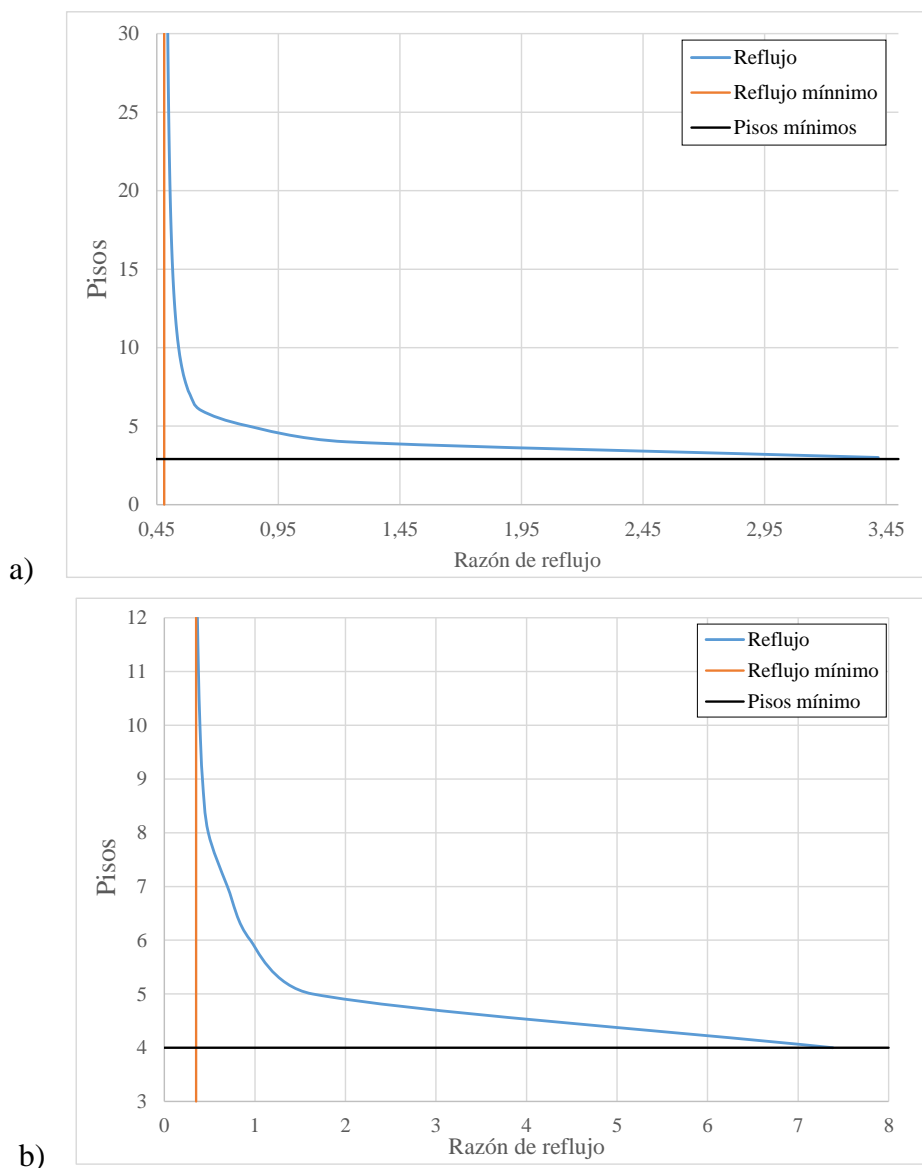 30
25
20
15
10
5
0
Pisos
Reflujo
Reflujo mínnimo
Pisos mínimos
0,45 0,95 1,45 1,95 2,45 2,95 3,45
Razón de reflujo
a)
12
11
10
9
8
7
6
5
4
3
Pisos
Reflujo
Reflujo mínimo
Pisos mínimo
0 1 2 3 4 5 6 7 8
Razón de reflujo
b)